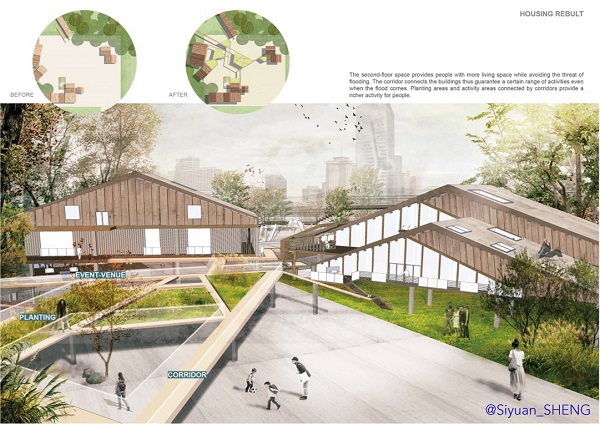 HOUSING REBULT
BEFORE
AFTER
The second-floor space provides people with more living space while avoiding the threat of
flooding. The corridor connects the buildings thus guarantee a certain range of activities even
when the flood comes. Planting areas and activity areas connected by corridors provide a
richer activity for people.
EVENT-VENUE
PLANTING
CORRIDOR
@Siyuan_SHENG